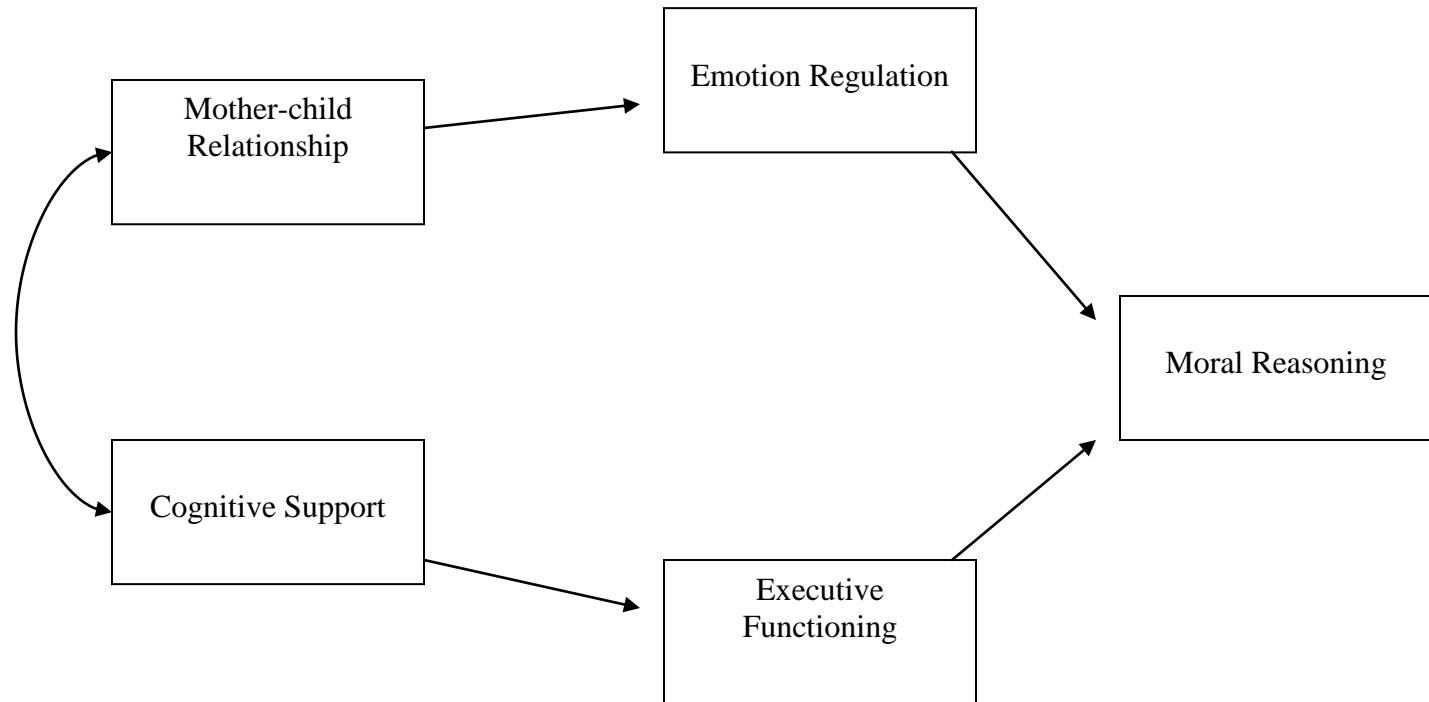 Emotion Regulation
Mother-child
Relationship
Moral Reasoning
Cognitive Support
Executive
Functioning